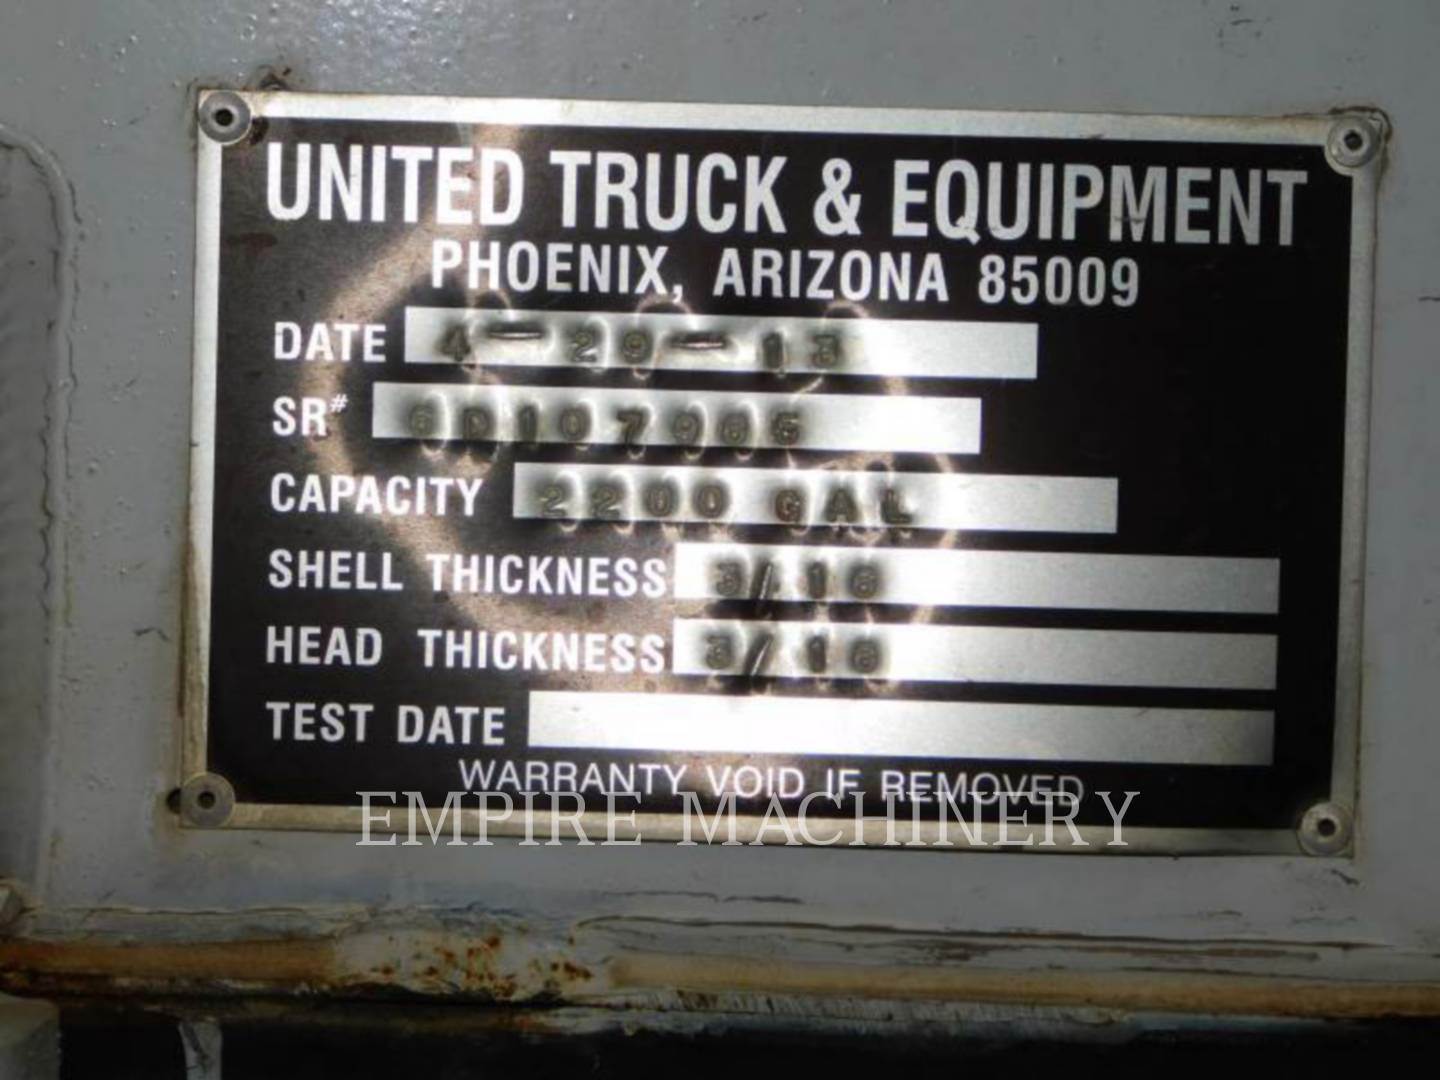 UNITED TRUCK & EQUIPMENT
PHOENIX, ARIZONA 85009
DATE 4-29-13
SR#
CAPACITY 2200 GAL
SHELL THICKNESS 3/16
HEAD THICKNESS 3/16
TEST DATE
WARRANTY VOID IF REMOVED
EMPIRE MACHINERY